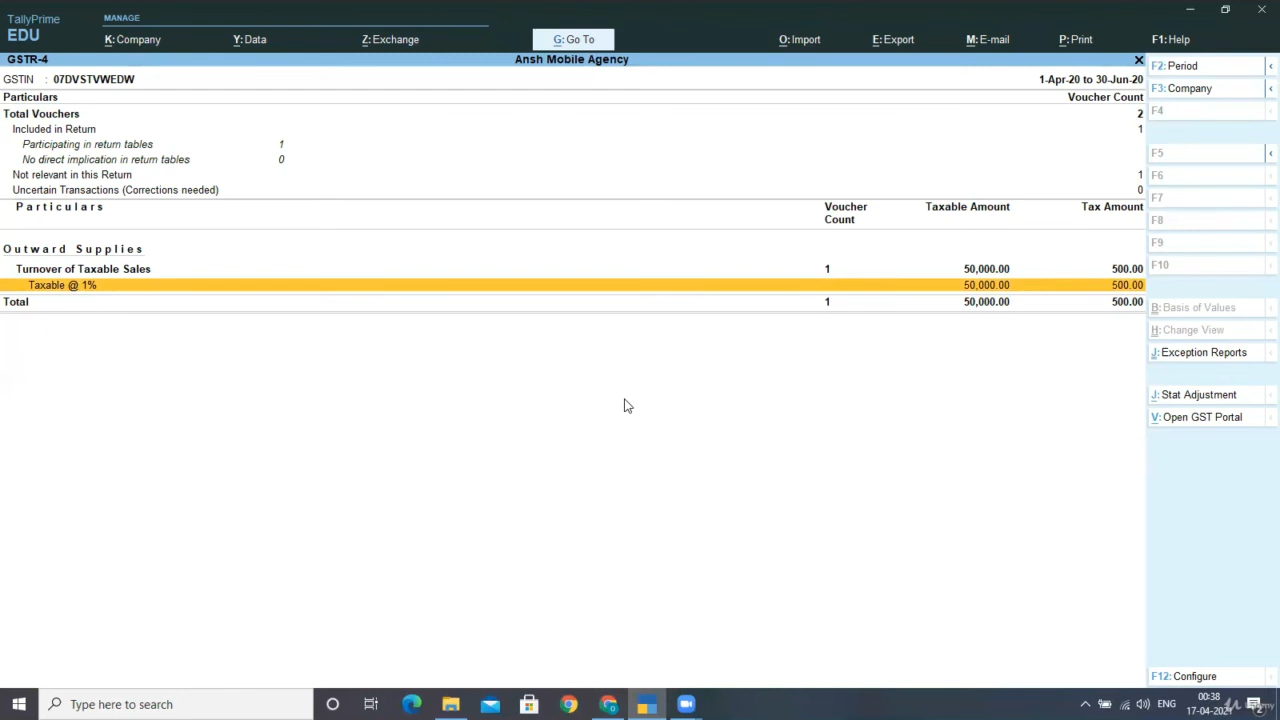 TallyPrime
EDU
MANAGE
K: Company
Y: Data
Z: Exchange
G: Go To
O: Import
E: Export
M: E-mail
P: Print
F1: Help
GSTR-4
Ansh Mobile Agency
GSTIN : 07DVSTVWEDW
1-Apr-20 to 30-Jun-20
Particulars
Voucher Count
Total Vouchers 2
Included in Return 1
Participating in return tables 1
No direct implication in return tables 0
Not relevant in this Return 1
Uncertain Transactions (Corrections needed) 0
Particulars
Voucher Count
Taxable Amount
Tax Amount
Outward Supplies
Turnover of Taxable Sales 1 50,000.00 500.00
Taxable @ 1% 50,000.00 500.00
Total 1 50,000.00 500.00
F2: Period
F3: Company
F4
F5
F6
F7
F8
F9
F10
B: Basis of Values
H: Change View
J: Exception Reports
J: Stat Adjustment
V: Open GST Portal
F12: Configure
Type here to search
ENG
00:38
17-04-2021